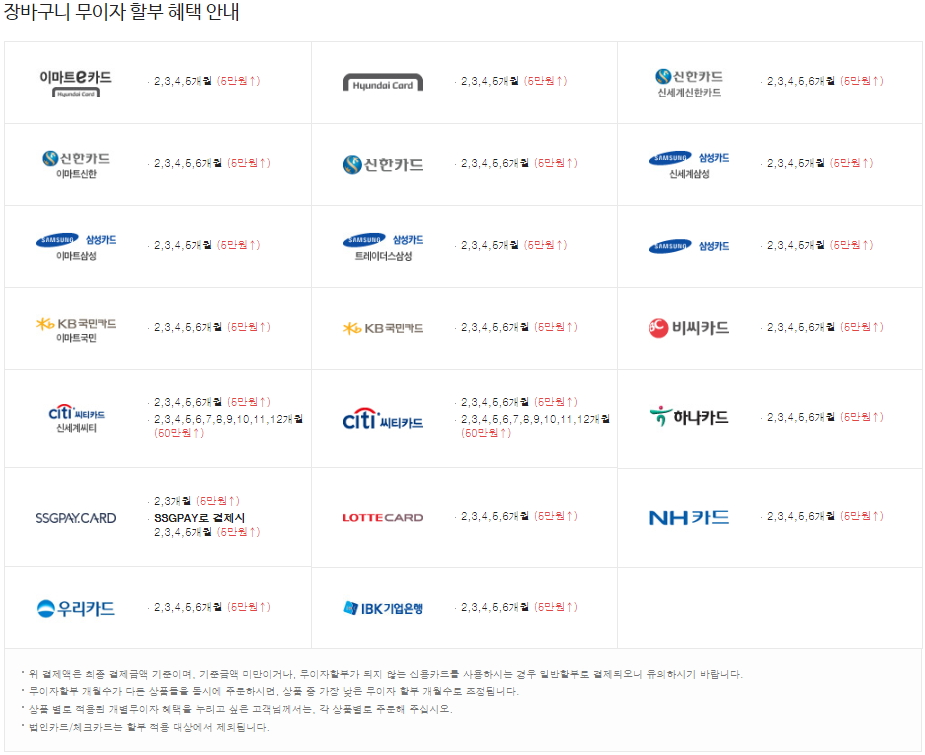 장바구니 무이자 할부 혜택 안내
이마트e카드
Hyundai Card
· 2,3,4,5개월 (5만원↑)
Hyundai Card
· 2,3,4,5개월 (5만원↑)
신한카드
신세계신한카드
· 2,3,4,5,6개월 (5만원↑)
신한카드
이마트신한
· 2,3,4,5,6개월 (5만원↑)
신한카드
· 2,3,4,5,6개월 (5만원↑)
SAMSUNG 삼성카드
신세계삼성
· 2,3,4,5개월 (5만원↑)
SAMSUNG 삼성카드
이마트삼성
· 2,3,4,5개월 (5만원↑)
SAMSUNG 삼성카드
트레이더스삼성
· 2,3,4,5개월 (5만원↑)
SAMSUNG 삼성카드
· 2,3,4,5개월 (5만원↑)
KB국민카드
이마트국민
· 2,3,4,5,6개월 (5만원↑)
KB국민카드
· 2,3,4,5,6개월 (5만원↑)
비씨카드
· 2,3,4,5,6개월 (5만원↑)
citi 씨티카드
신세계씨티
· 2,3,4,5,6개월 (5만원↑)
· 2,3,4,5,6,7,8,9,10,11,12개월
(60만원↑)
citi 씨티카드
· 2,3,4,5,6개월 (5만원↑)
· 2,3,4,5,6,7,8,9,10,11,12개월
(60만원↑)
하나카드
· 2,3,4,5,6개월 (5만원↑)
SSGPAY.CARD
· 2,3개월 (5만원↑)
· SSGPAY로 결제시
2,3,4,5개월 (5만원↑)
LOTTE CARD
· 2,3,4,5,6개월 (5만원↑)
NH카드
· 2,3,4,5,6개월 (5만원↑)
우리카드
· 2,3,4,5,6개월 (5만원↑)
IBK기업은행
· 2,3,4,5,6개월 (5만원↑)
· 위 결제액은 최종 결제금액 기준이며, 기준금액 미만이거나, 무이자할부가 되지 않는 신용카드를 사용하시는 경우 일반할부로 결제되오니 유의하시기 바랍니다.
· 무이자할부 개월수가 다른 상품들을 동시에 주문하시면, 상품 중 가장 낮은 무이자 할부 개월수로 조정됩니다.
· 상품 별로 적용된 개별무이자 혜택을 누리고 싶은 고객님께서는, 각 상품별로 주문해 주십시오.
· 법인카드/체크카드는 할부 적용 대상에서 제외됩니다.